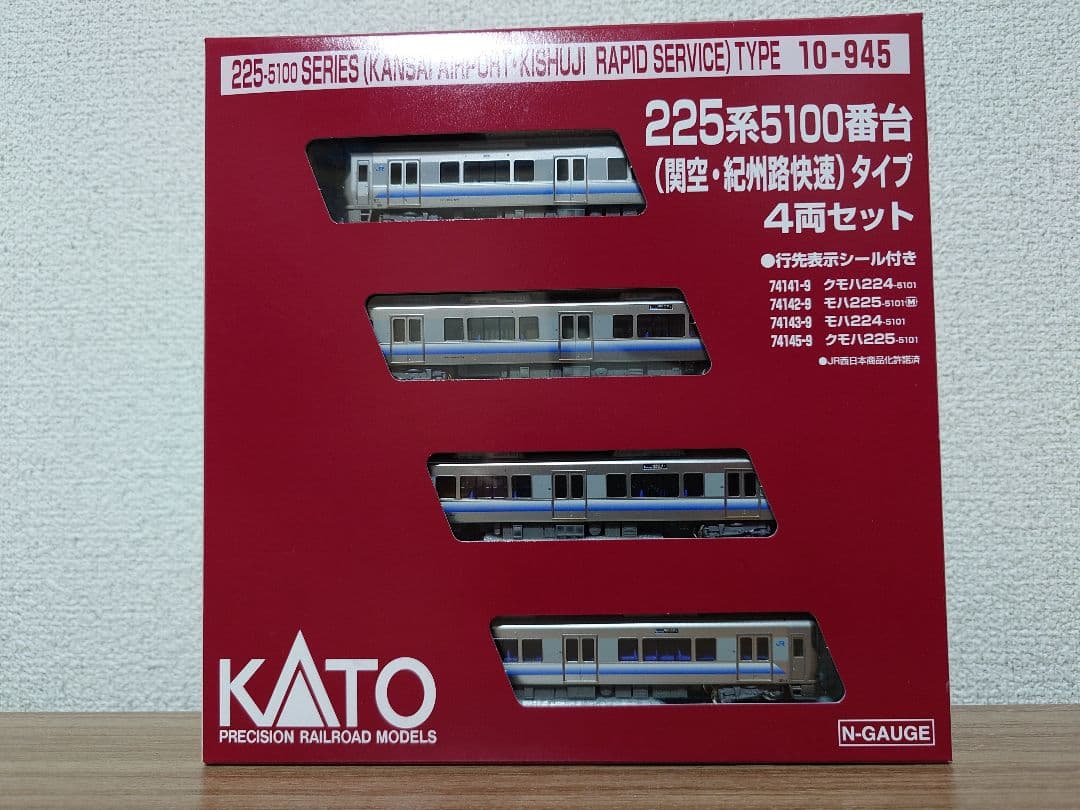 225-5100 SERIES (KANSAI AIRPORT・KISHUJI RAPID SERVICE) TYPE 10-945
225系5100番台
(関空・紀州路快速)タイプ
4両セット
●行先表示シール付き
74141-9 クモハ224-5101
74142-9 モハ225-5101Ⓜ
74143-9 モハ224-5101
74145-9 クモハ225-5101
●JR西日本商品化許諾済
JR
JR
KATO
PRECISION RAILROAD MODELS
N-GAUGE